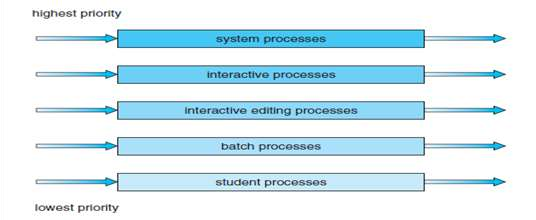 highest priority
system processes
interactive processes
interactive editing processes
batch processes
student processes
lowest priority